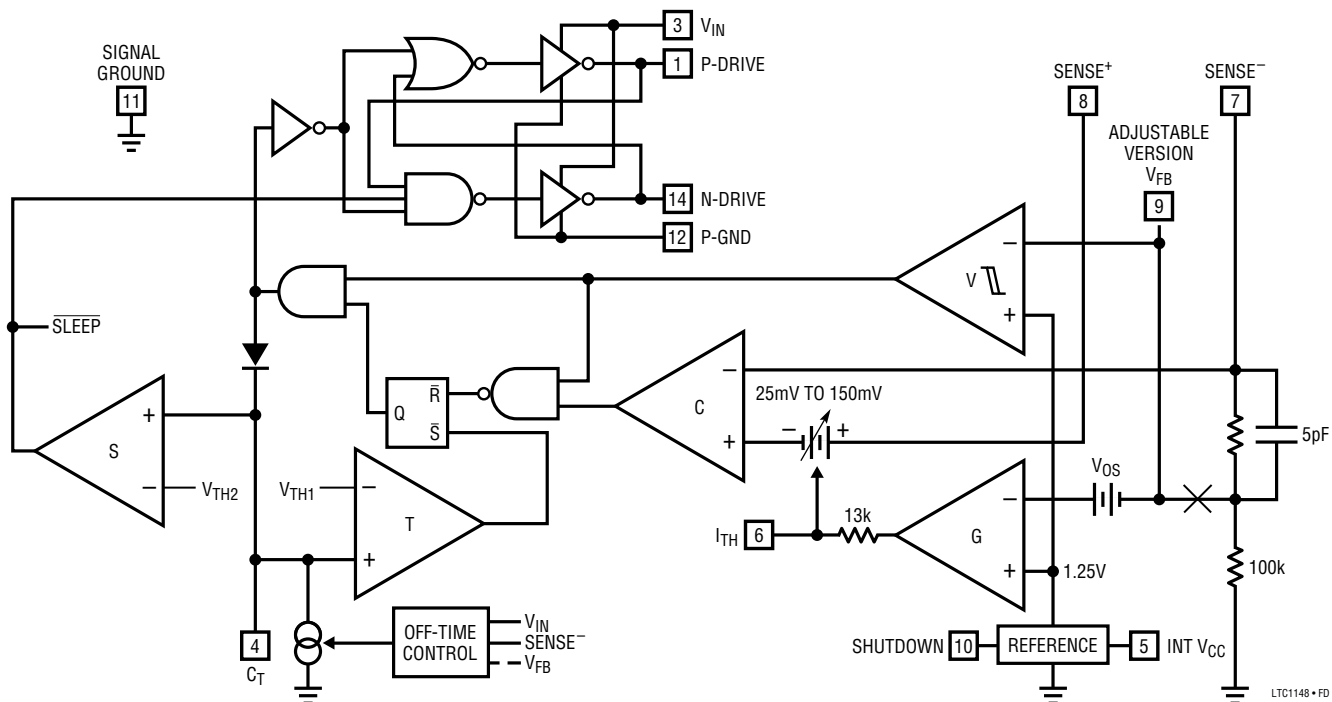 SIGNAL
GROUND
11
3 V_IN
1 P-DRIVE
14 N-DRIVE
12 P-GND
SENSE⁺
8
SENSE⁻
7
ADJUSTABLE
VERSION
V_FB
9
−
V
+
SLEEP̅
+
S
−
V_TH2
V_TH1
−
T
+
Q
R̅
S̅
−
C
+
25mV TO 150mV
−
+
5pF
V_OS
−
G
+
13k
I_TH 6
1.25V
100k
4
C_T
OFF-TIME
CONTROL
V_IN
SENSE⁻
V_FB
SHUTDOWN 10
REFERENCE
5 INT V_CC
LTC1148 • FD